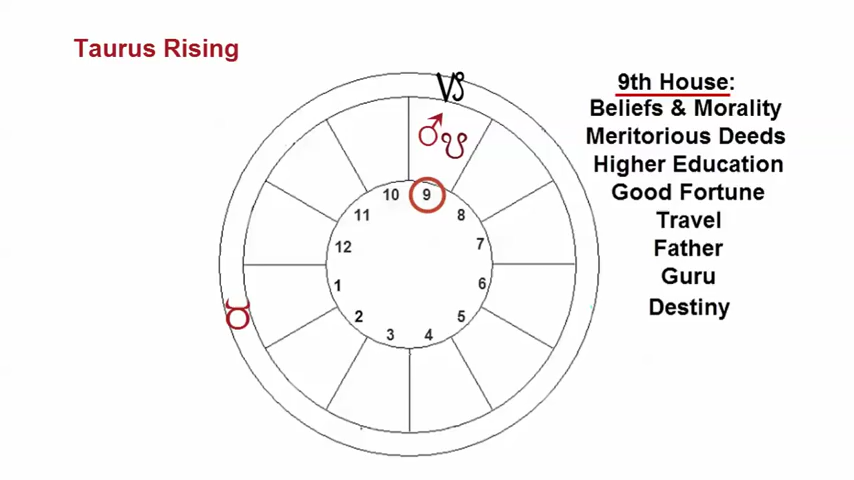 Taurus Rising
9th House:
Beliefs & Morality
Meritorious Deeds
Higher Education
Good Fortune
Travel
Father
Guru
Destiny
♑
♂ ☋
10 9
11 8
12 7
1 6
2 5
3 4
♉